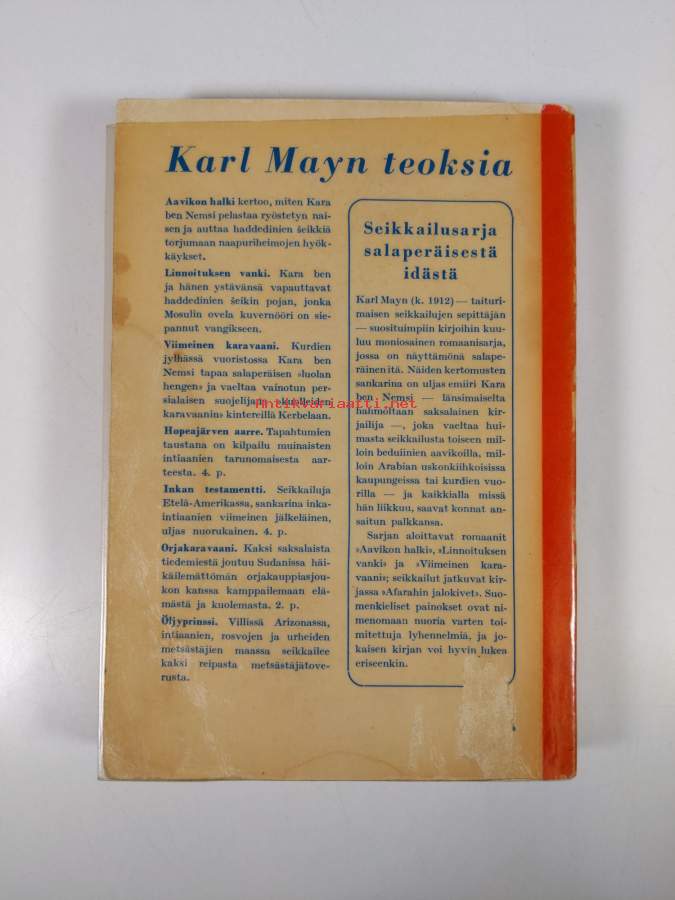 Karl Mayn teoksia
Aavikon halki kertoo, miten Kara
ben Nemsi pelastaa ryöstetyn nai-
sen ja auttaa haddedinien šeikkiä
torjumaan naapuriheimojen hyök-
käykset.
Linnoituksen vanki. Kara ben
ja hänen ystävänsä vapauttavat
haddedinien šeikin pojan, jonka
Mosulin ovela kuvernööri on sie-
pannut vangikseen.
Viimeinen karavaani. Kurdien
jylhässä vuoristossa Kara ben
Nemsi tapaa salaperäisen »luolan
hengen» ja vaeltaa vainotun per-
sialaisen suojelijana »kuolleiden
karavaanin» kintereillä Kerbelaan.
Hopeajärven aarre. Tapahtumien
taustana on kilpailu muinaisten
intiaanien tarunomaisesta aar-
teesta. 4. p.
Inkan testamentti. Seikkailuja
Etelä-Amerikassa, sankarina inka-
intiaanien viimeinen jälkeläinen,
uljas nuorukainen. 4. p.
Orjakaravaani. Kaksi saksalaista
tiedemiestä joutuu Sudanissa häi-
käilemättömän orjakauppiasjou-
kon kanssa kamppailemaan elä-
mästä ja kuolemasta. 2. p.
Öljyprinssi. Villissä Arizonassa,
intiaanien, rosvojen ja urheiden
metsästäjien maassa seikkailee
kaksi reipasta metsästäjätove-
rusta.
Seikkailusarja
salaperäisestä
idästä
Karl Mayn (k. 1912) — taituri-
maisen seikkailujen sepittäjän
— suosituimpiin kirjoihin kuu-
luu moniosainen romaanisarja,
jossa on näyttämönä salape-
räinen itä. Näiden kertomusten
sankarina on uljas emiiri Kara
ben Nemsi — länsimaiselta
hahmoltaan saksalainen kir-
jailija —, joka vaeltaa hui-
masta seikkailusta toiseen mil-
loin beduiinien aavikoilla, mil-
loin Arabian uskonkiihkoisissa
kaupungeissa tai kurdien vuo-
rilla — ja kaikkialla missä
hän liikkuu, saavat konnat an-
saitun palkkansa.
Sarjan aloittavat romaanit
»Aavikon halki», »Linnoituksen
vanki» ja »Viimeinen kara-
vaani»; seikkailut jatkuvat kir-
jassa »Afarahin jalokivet». Suo-
menkieliset painokset ovat ni-
menomaan nuoria varten toi-
mitettuja lyhennelmiä, ja jo-
kaisen kirjan voi hyvin lukea
eriseenkin.
Antikvariaatti.net